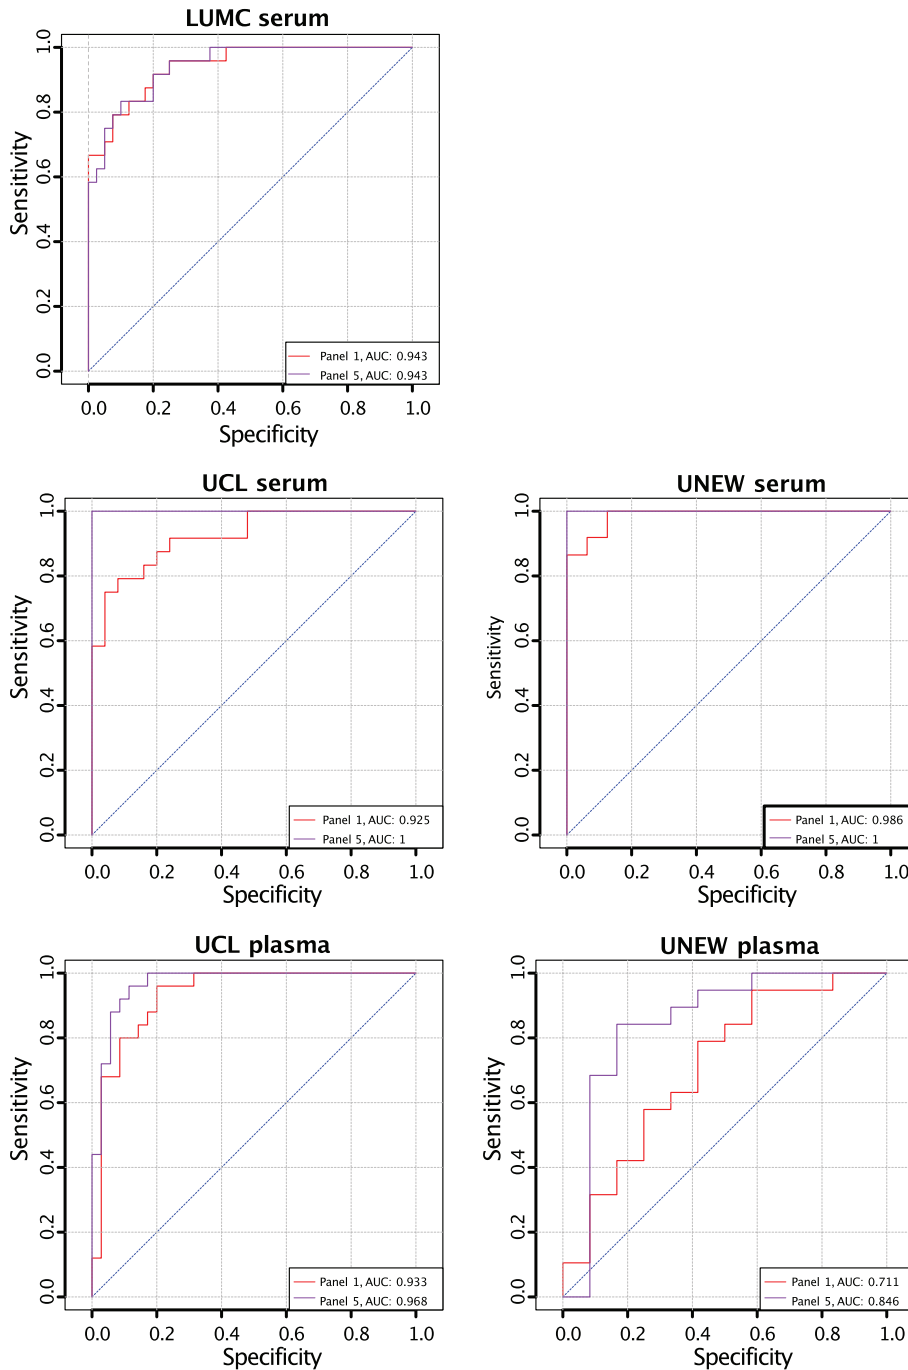 LUMC serum
Sensitivity
1.0
0.8
0.6
0.4
0.2
0.0
Panel 1, AUC: 0.943
Panel 5, AUC: 0.943
0.0 0.2 0.4 0.6 0.8 1.0
Specificity
UCL serum
Sensitivity
1.0
0.8
0.6
0.4
0.2
0.0
Panel 1, AUC: 0.925
Panel 5, AUC: 1
0.0 0.2 0.4 0.6 0.8 1.0
Specificity
UNEW serum
Sensitivity
1.0
0.8
0.6
0.4
0.2
0.0
Panel 1, AUC: 0.986
Panel 5, AUC: 1
0.0 0.2 0.4 0.6 0.8 1.0
Specificity
UCL plasma
Sensitivity
1.0
0.8
0.6
0.4
0.2
0.0
Panel 1, AUC: 0.933
Panel 5, AUC: 0.968
0.0 0.2 0.4 0.6 0.8 1.0
Specificity
UNEW plasma
Sensitivity
1.0
0.8
0.6
0.4
0.2
0.0
Panel 1, AUC: 0.711
Panel 5, AUC: 0.846
0.0 0.2 0.4 0.6 0.8 1.0
Specificity